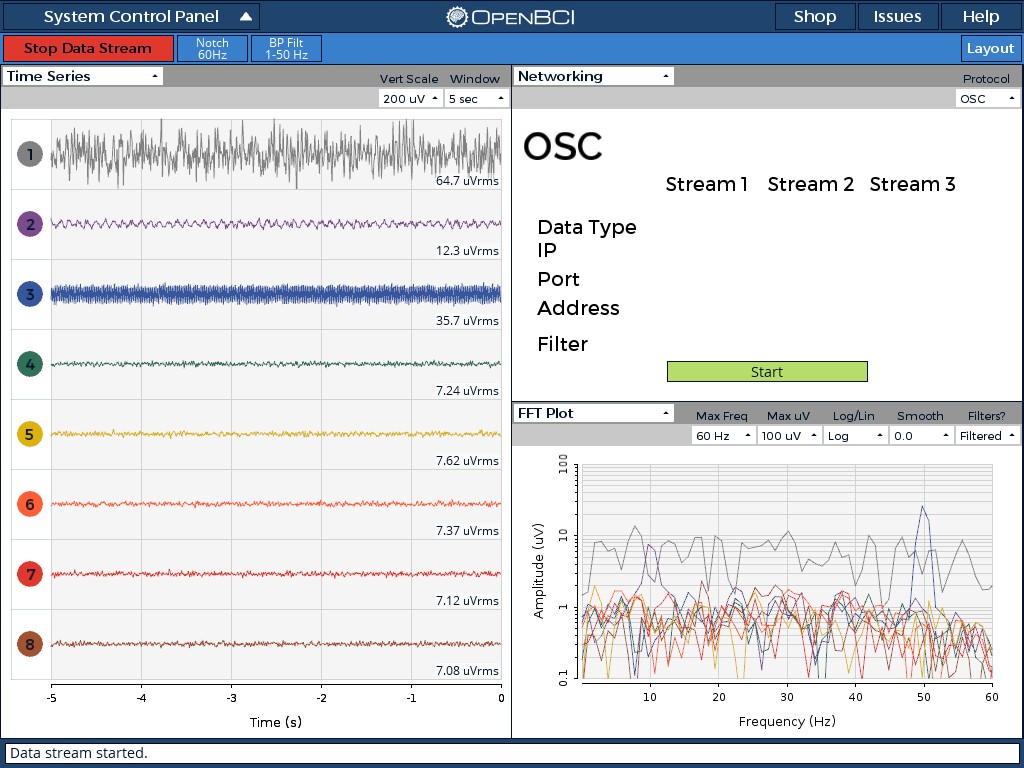 System Control Panel
OpenBCI
Shop
Issues
Help
Stop Data Stream
Notch
60Hz
BP Filt
1-50 Hz
Layout
Time Series
Vert Scale
Window
200 uV
5 sec
1
64.7 uVrms
2
12.3 uVrms
3
35.7 uVrms
4
7.24 uVrms
5
7.62 uVrms
6
7.37 uVrms
7
7.12 uVrms
8
7.08 uVrms
-5 -4 -3 -2 -1 0
Time (s)
Networking
Protocol
OSC
OSC
Stream 1 Stream 2 Stream 3
Data Type
IP
Port
Address
Filter
Start
FFT Plot
Max Freq
Max uV
Log/Lin
Smooth
Filters?
60 Hz
100 uV
Log
0.0
Filtered
100
10
1
0.1
Amplitude (uV)
10 20 30 40 50 60
Frequency (Hz)
Data stream started.